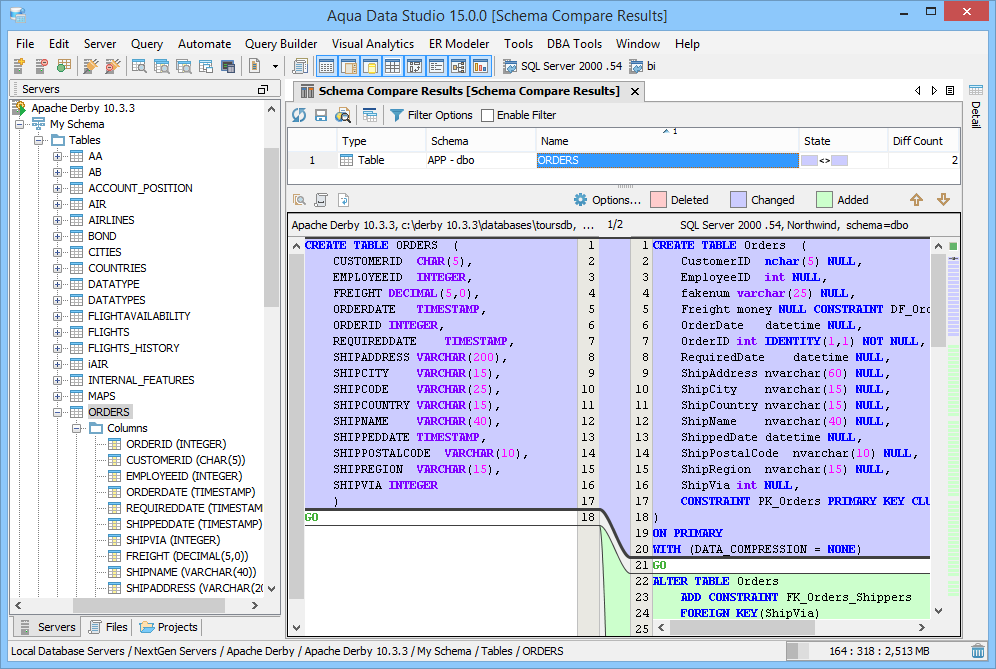 Aqua Data Studio 15.0.0 [Schema Compare Results]
File Edit Server Query Automate Query Builder Visual Analytics ER Modeler Tools DBA Tools Window Help
SQL Server 2000 .54 bi
Servers
Apache Derby 10.3.3
My Schema
Tables
AA
AB
ACCOUNT_POSITION
AIR
AIRLINES
BOND
CITIES
COUNTRIES
DATATYPE
DATATYPES
FLIGHTAVAILABILITY
FLIGHTS
FLIGHTS_HISTORY
iAIR
INTERNAL_FEATURES
MAPS
ORDERS
Columns
ORDERID (INTEGER)
CUSTOMERID (CHAR(5))
EMPLOYEEID (INTEGER)
ORDERDATE (TIMESTAMP)
REQUIREDDATE (TIMESTAM
SHIPPEDDATE (TIMESTAMP)
SHIPVIA (INTEGER)
FREIGHT (DECIMAL(5,0))
SHIPNAME (VARCHAR(40))
SHIPADDRESS (VARCHAR(20
Servers Files Projects
Schema Compare Results [Schema Compare Results]
Detail
Filter Options Enable Filter
Type Schema Name 1 State Diff Count
1 Table APP - dbo ORDERS <> 2
Options... Deleted Changed Added
Apache Derby 10.3.3, c:\derby 10.3.3\databases\toursdb, ... 1/2 SQL Server 2000 .54, Northwind, schema=dbo
CREATE TABLE ORDERS ( 1
CUSTOMERID CHAR(5), 2
EMPLOYEEID INTEGER, 3
FREIGHT DECIMAL(5,0), 4
ORDERDATE TIMESTAMP, 5
ORDERID INTEGER, 6
REQUIREDDATE TIMESTAMP, 7
SHIPADDRESS VARCHAR(200), 8
SHIPCITY VARCHAR(15), 9
SHIPCODE VARCHAR(25), 10
SHIPCOUNTRY VARCHAR(15), 11
SHIPNAME VARCHAR(40), 12
SHIPPEDDATE TIMESTAMP, 13
SHIPPOSTALCODE VARCHAR(10), 14
SHIPREGION VARCHAR(15), 15
SHIPVIA INTEGER 16
) 17
GO 18
1 CREATE TABLE Orders (
2 CustomerID nchar(5) NULL,
3 EmployeeID int NULL,
4 fakenum varchar(25) NULL,
5 Freight money NULL CONSTRAINT DF_Ord
6 OrderDate datetime NULL,
7 OrderID int IDENTITY(1,1) NOT NULL,
8 RequiredDate datetime NULL,
9 ShipAddress nvarchar(60) NULL,
10 ShipCity nvarchar(15) NULL,
11 ShipCountry nvarchar(15) NULL,
12 ShipName nvarchar(40) NULL,
13 ShippedDate datetime NULL,
14 ShipPostalCode nvarchar(10) NULL,
15 ShipRegion nvarchar(15) NULL,
16 ShipVia int NULL,
17 CONSTRAINT PK_Orders PRIMARY KEY CLU
18 )
19 ON PRIMARY
20 WITH (DATA_COMPRESSION = NONE)
21 GO
22 ALTER TABLE Orders
23 ADD CONSTRAINT FK_Orders_Shippers
24 FOREIGN KEY(ShipVia)
25
Local Database Servers / NextGen Servers / Apache Derby / Apache Derby 10.3.3 / My Schema / Tables / ORDERS 164 : 318 : 2,513 MB